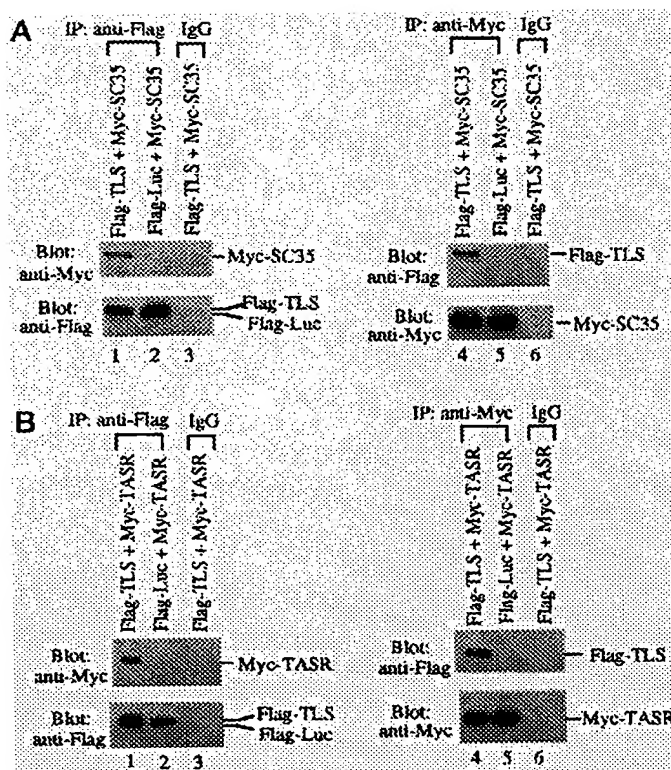 A
IP: anti-Flag IgG
Flag-TLS + Myc-SC35
Flag-Luc + Myc-SC35
Flag-TLS + Myc-SC35
Blot: anti-Myc
Myc-SC35
Blot: anti-Flag
Flag-TLS
Flag-Luc
1 2 3
IP: anti-Myc IgG
Flag-TLS + Myc-SC35
Flag-Luc + Myc-SC35
Flag-TLS + Myc-SC35
Blot: anti-Flag
Flag-TLS
Blot: anti-Myc
Myc-SC35
4 5 6
B
IP: anti-Flag IgG
Flag-TLS + Myc-TASR
Flag-Luc + Myc-TASR
Flag-TLS + Myc-TASR
Blot: anti-Myc
Myc-TASR
Blot: anti-Flag
Flag-TLS
Flag-Luc
1 2 3
IP: anti-Myc IgG
Flag-TLS + Myc-TASR
Flag-Luc + Myc-TASR
Flag-TLS + Myc-TASR
Blot: anti-Flag
Flag-TLS
Blot: anti-Myc
Myc-TASR
4 5 6